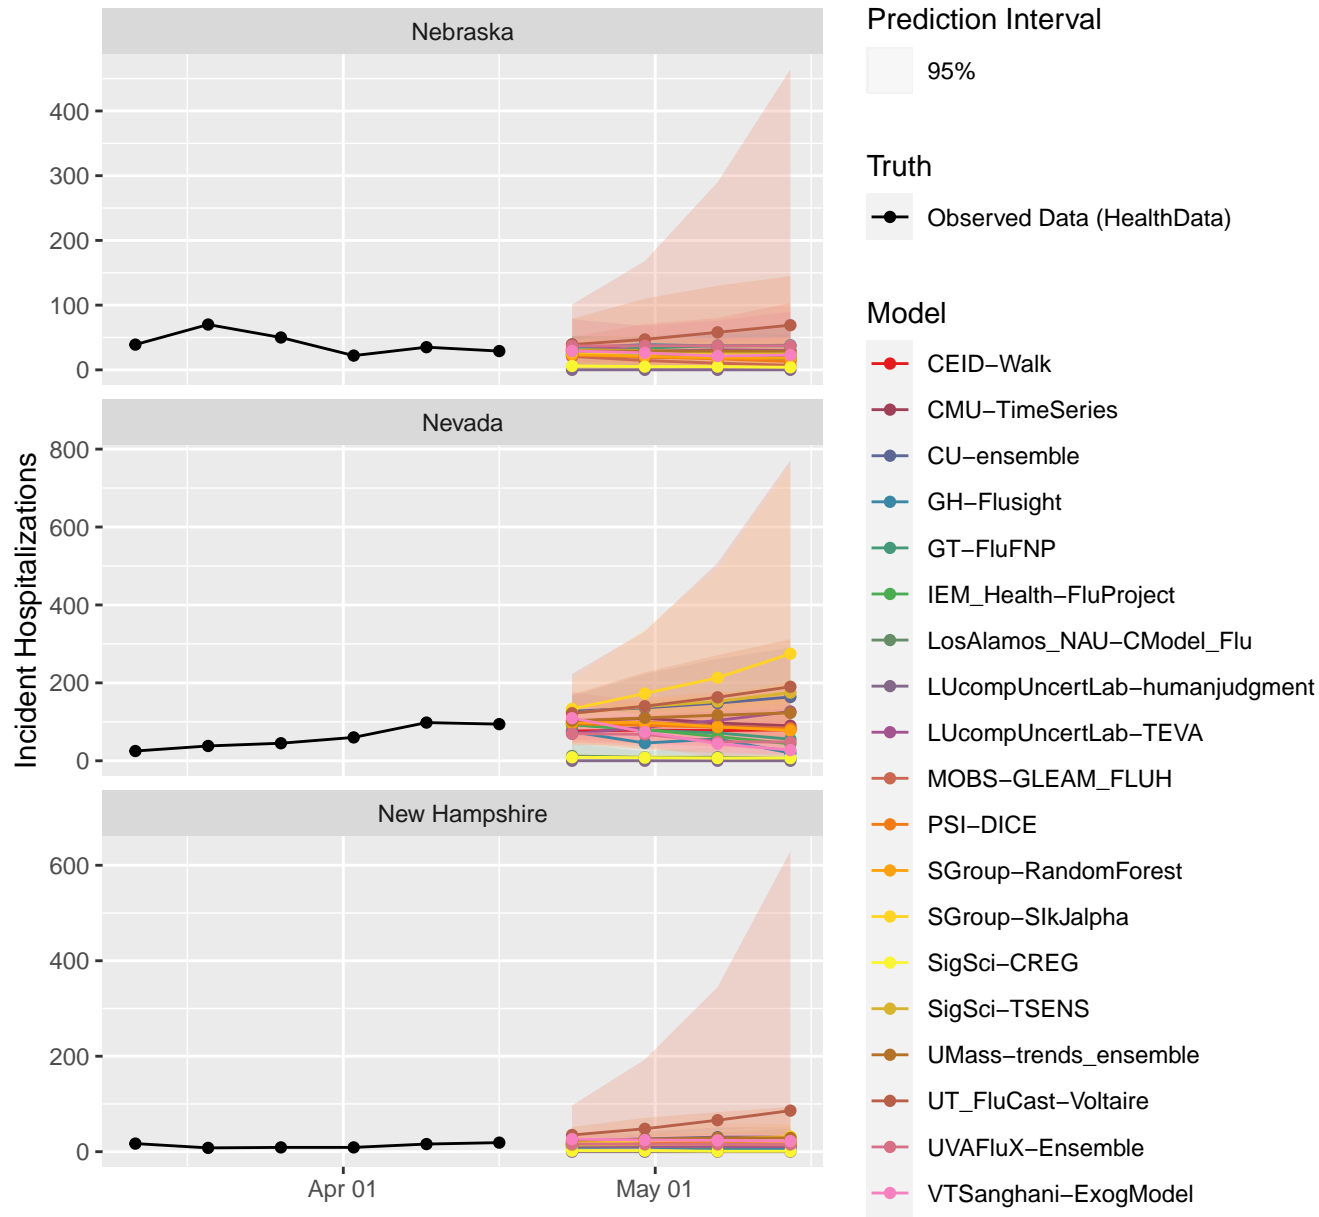 Nebraska
400
300
200
100
0
Nevada
800
600
400
200
0
New Hampshire
600
400
200
0
Apr 01
May 01
Incident Hospitalizations
Prediction Interval
95%
Truth
Observed Data (HealthData)
Model
CEID−Walk
CMU−TimeSeries
CU−ensemble
GH−Flusight
GT−FluFNP
IEM_Health−FluProject
LosAlamos_NAU−CModel_Flu
LUcompUncertLab−humanjudgment
LUcompUncertLab−TEVA
MOBS−GLEAM_FLUH
PSI−DICE
SGroup−RandomForest
SGroup−SIkJalpha
SigSci−CREG
SigSci−TSENS
UMass−trends_ensemble
UT_FluCast−Voltaire
UVAFluX−Ensemble
VTSanghani−ExogModel